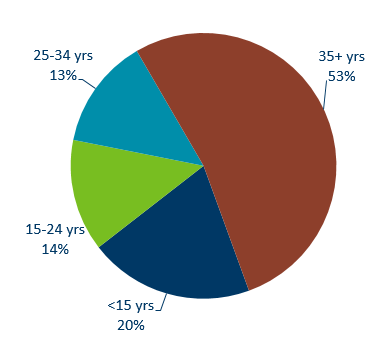 25-34 yrs
13%
35+ yrs
53%
15-24 yrs
14%
<15 yrs
20%